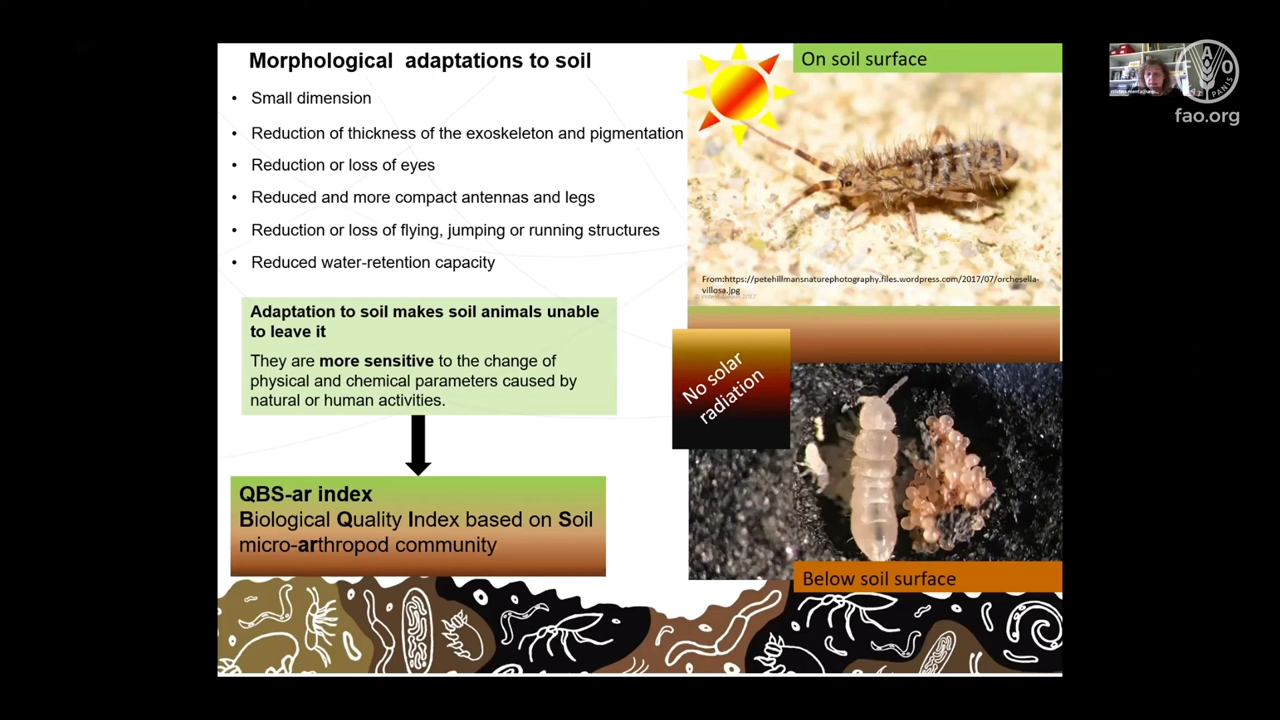 Morphological adaptations to soil
• Small dimension
• Reduction of thickness of the exoskeleton and pigmentation
• Reduction or loss of eyes
• Reduced and more compact antennas and legs
• Reduction or loss of flying, jumping or running structures
• Reduced water-retention capacity
Adaptation to soil makes soil animals unable
to leave it
They are more sensitive to the change of
physical and chemical parameters caused by
natural or human activities.
QBS-ar index
Biological Quality Index based on Soil
micro-arthropod community
On soil surface
From:https://petehillmansnaturephotography.files.wordpress.com/2017/07/orchesella-
villosa.jpg
No solar
radiation
Below soil surface
F A O
PANIS
fao.org